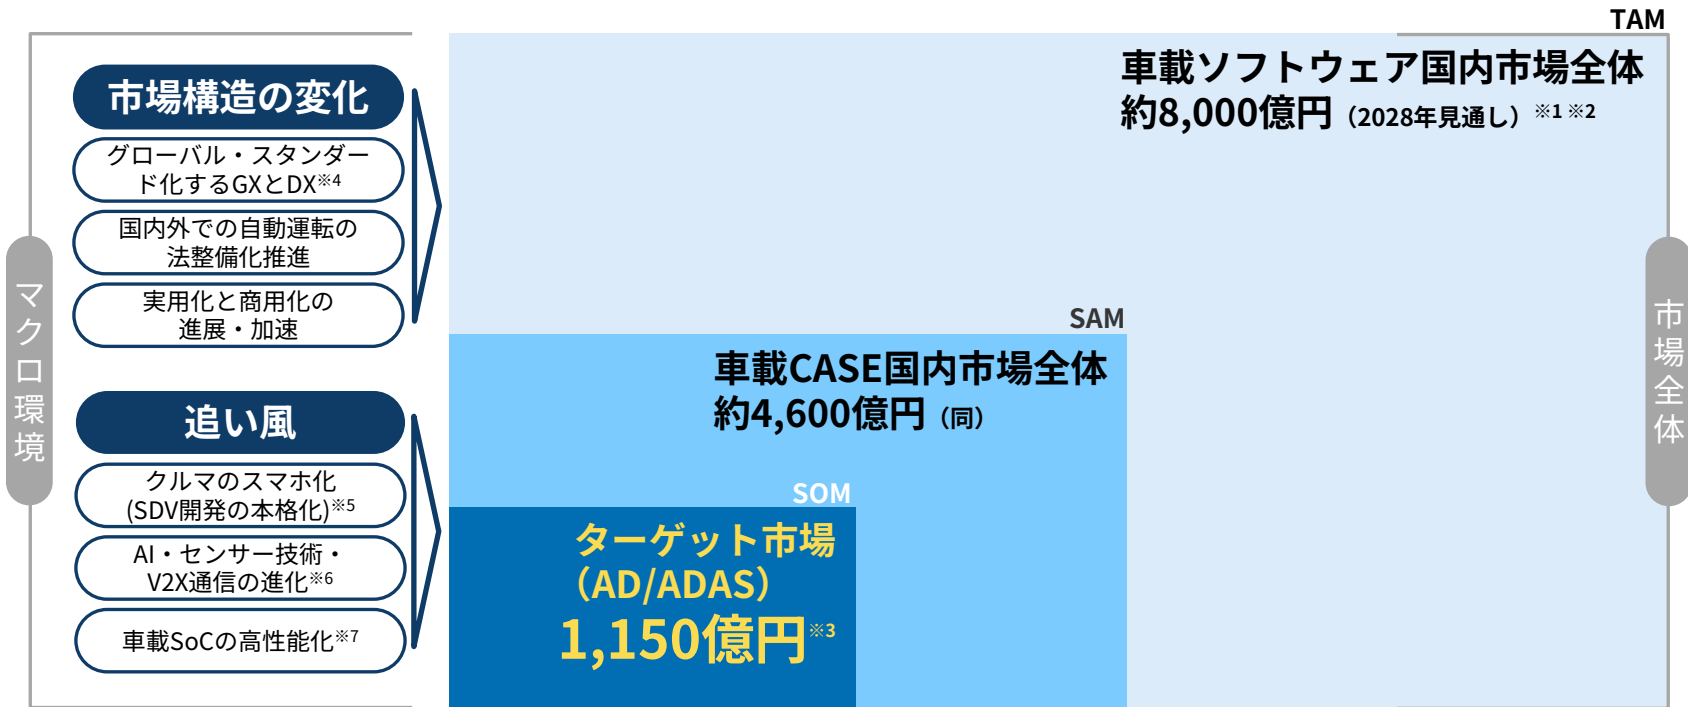 マクロ環境
市場構造の変化
グローバル・スタンダー
ド化するGXとDX※4
国内外での自動運転の
法整備化推進
実用化と商用化の
進展・加速
追い風
クルマのスマホ化
(SDV開発の本格化)※5
AI・センサー技術・
V2X通信の進化※6
車載SoCの高性能化※7
TAM
車載ソフトウェア国内市場全体
約8,000億円（2028年見通し）※1 ※2
SAM
車載CASE国内市場全体
約4,600億円（同）
SOM
ターゲット市場
（AD/ADAS）
1,150億円※3
市場全体